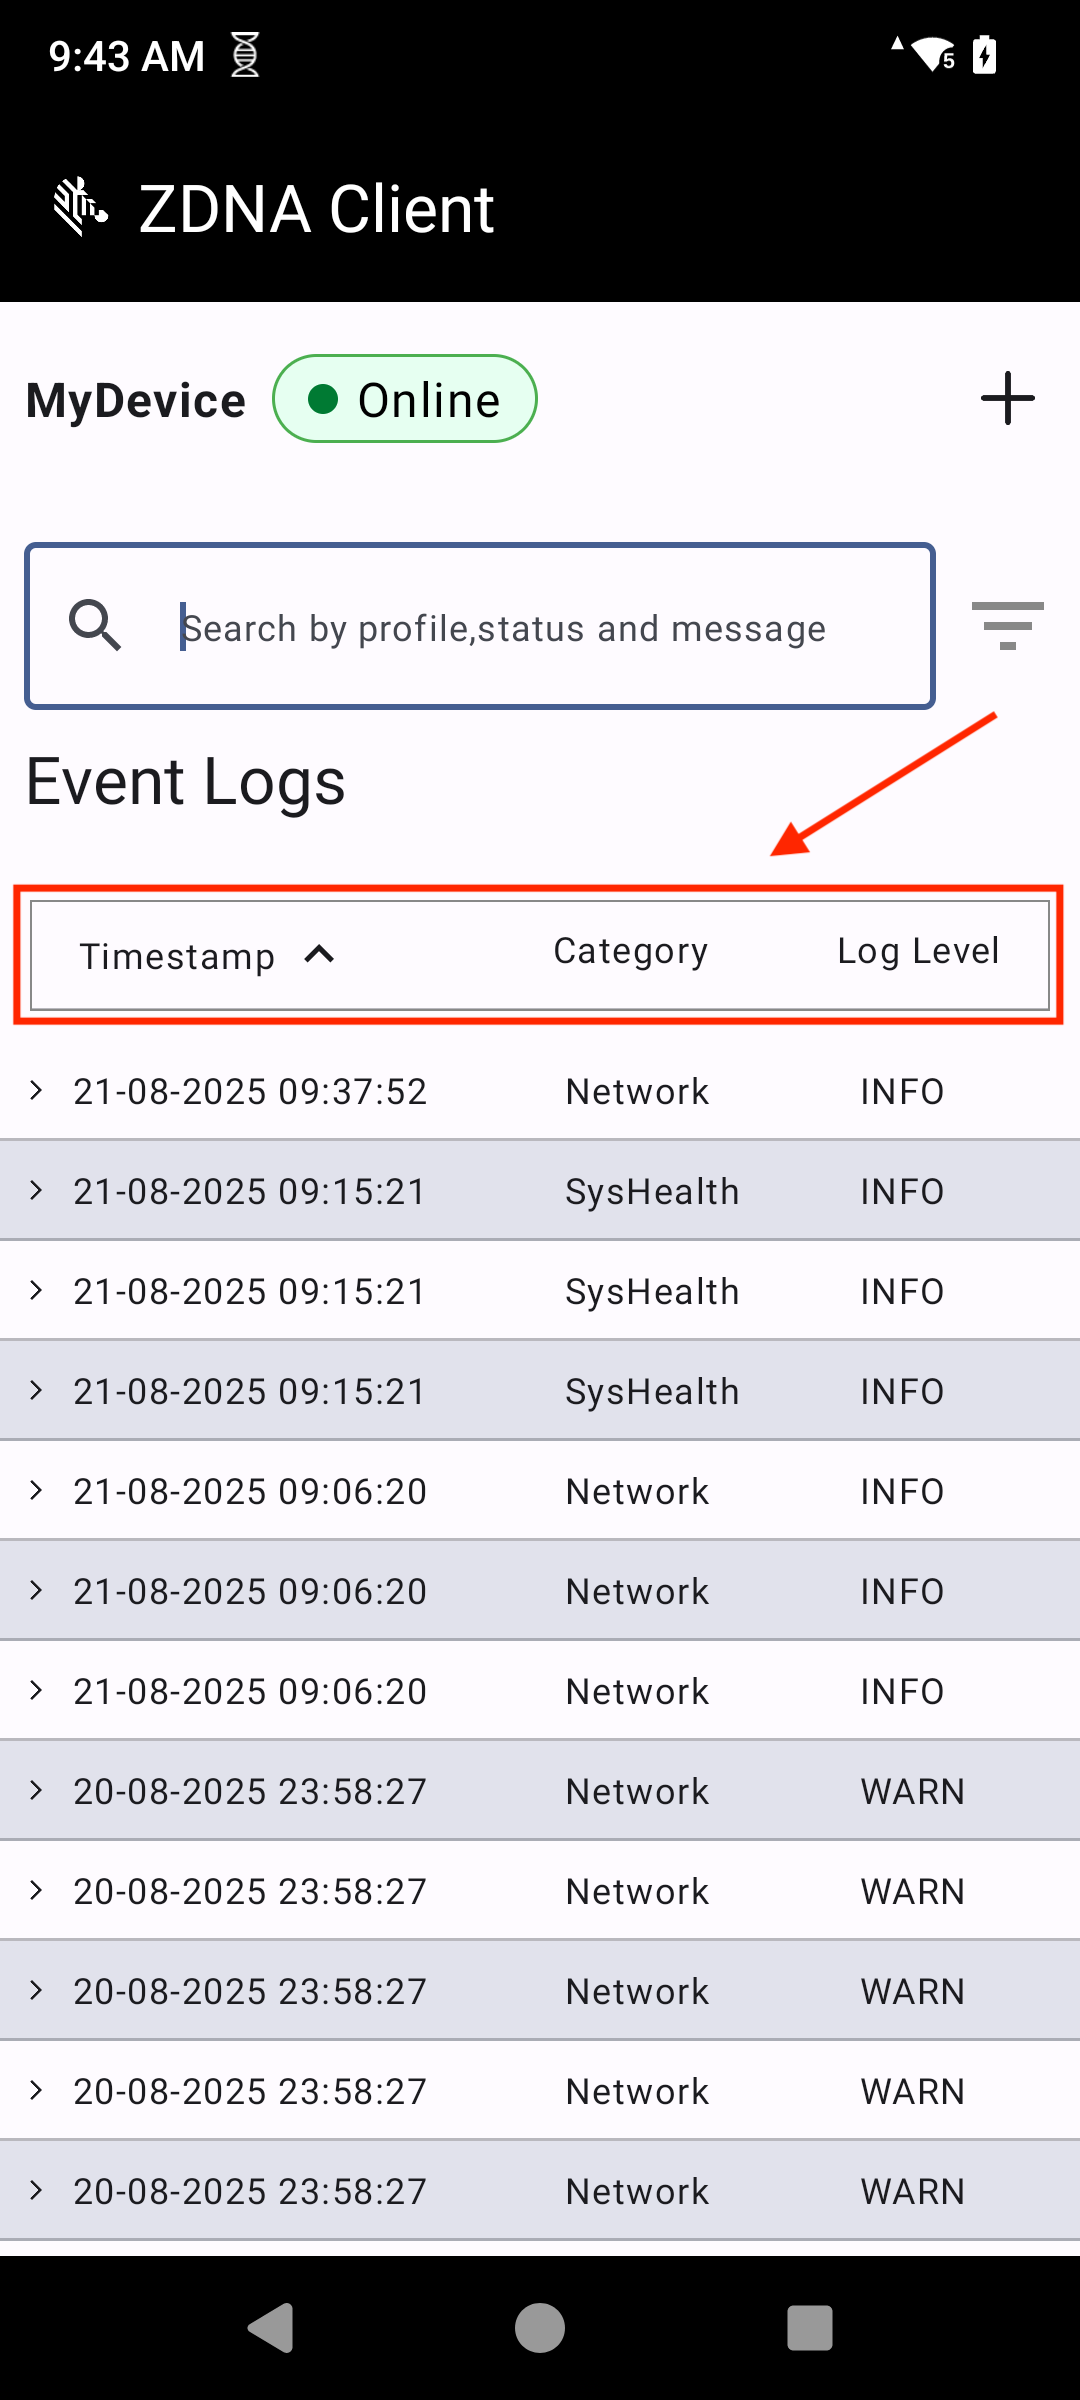 9:43 AM
5
ZDNA Client
MyDevice
Online
Search by profile,status and message
Event Logs
Timestamp Category Log Level
21-08-2025 09:37:52 Network INFO
21-08-2025 09:15:21 SysHealth INFO
21-08-2025 09:15:21 SysHealth INFO
21-08-2025 09:15:21 SysHealth INFO
21-08-2025 09:06:20 Network INFO
21-08-2025 09:06:20 Network INFO
21-08-2025 09:06:20 Network INFO
20-08-2025 23:58:27 Network WARN
20-08-2025 23:58:27 Network WARN
20-08-2025 23:58:27 Network WARN
20-08-2025 23:58:27 Network WARN
20-08-2025 23:58:27 Network WARN